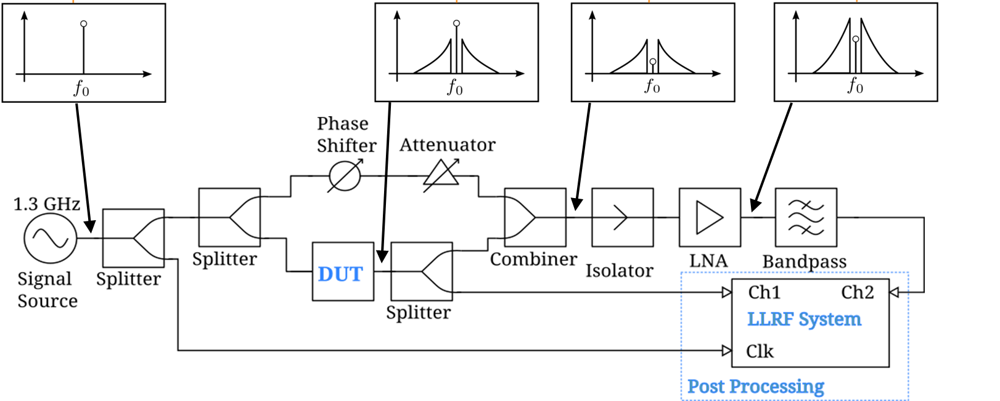 f0
f0
f0
f0
Phase
Shifter
Attenuator
1.3 GHz
Signal
Source
Splitter
Splitter
DUT
Splitter
Combiner
Isolator
LNA
Bandpass
Ch1
Ch2
LLRF System
Clk
Post Processing